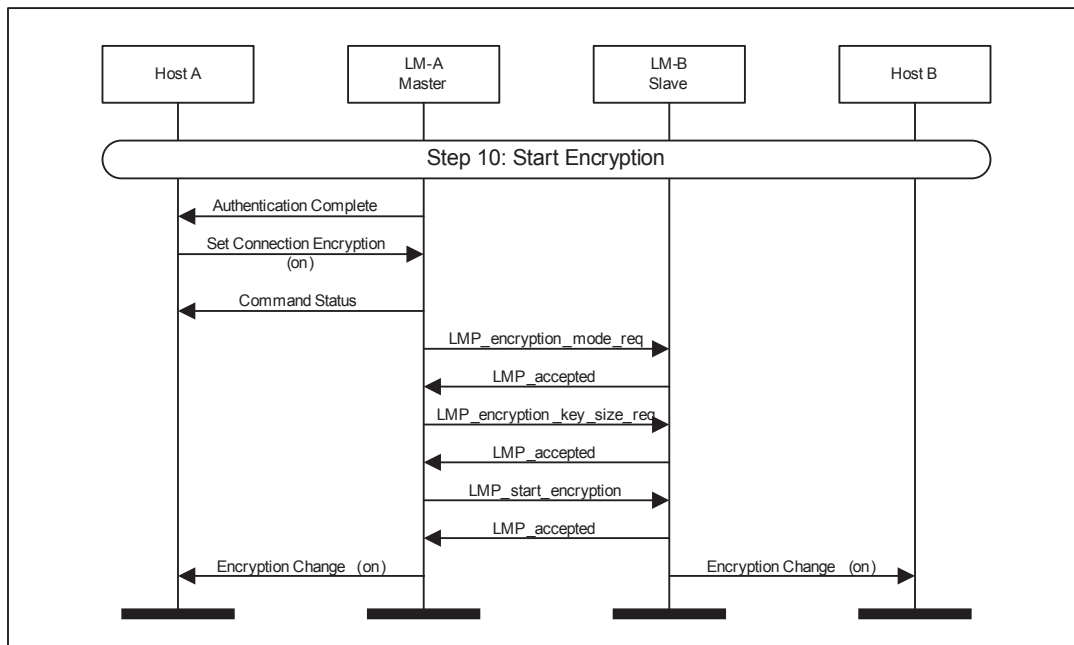 Host A
LM-A
Master
LM-B
Slave
Host B
Step 10: Start Encryption
Authentication Complete
Set Connection Encryption
(on)
Command Status
LMP_encryption_mode_req
LMP_accepted
LMP_encryption_key_size_req
LMP_accepted
LMP_start_encryption
LMP_accepted
Encryption Change (on)
Encryption Change (on)